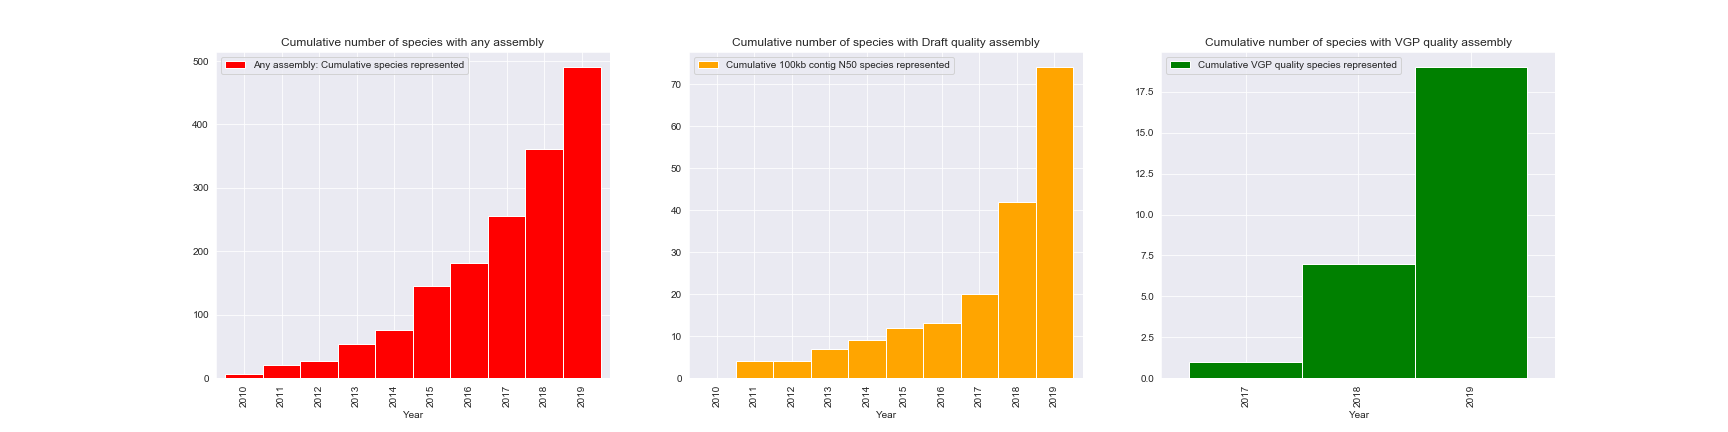 Cumulative number of species with any assembly
Any assembly: Cumulative species represented
500
400
300
200
100
0
2010 2011 2012 2013 2014 2015 2016 2017 2018 2019
Year
Cumulative number of species with Draft quality assembly
Cumulative 100kb contig N50 species represented
70
60
50
40
30
20
10
0
2010 2011 2012 2013 2014 2015 2016 2017 2018 2019
Year
Cumulative number of species with VGP quality assembly
Cumulative VGP quality species represented
17.5
15.0
12.5
10.0
7.5
5.0
2.5
0.0
2017 2018 2019
Year